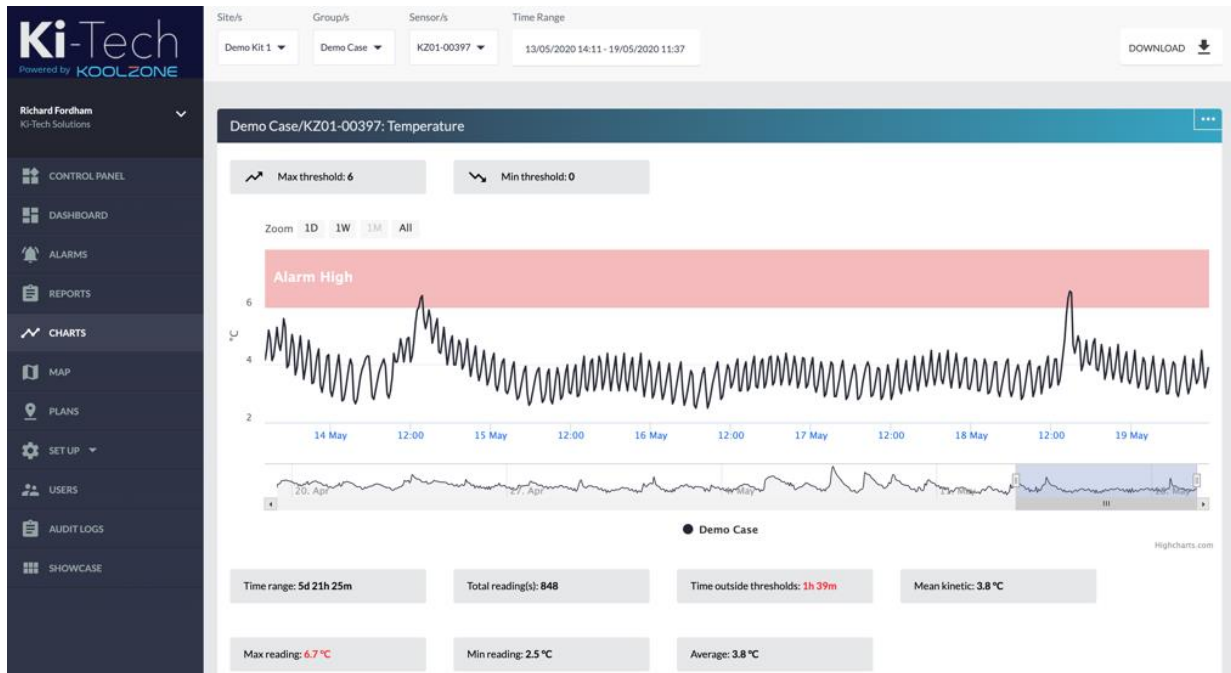 Ki-Tech
Powered by KOOLZONE
Richard Fordham
Ki-Tech Solutions
CONTROL PANEL
DASHBOARD
ALARMS
REPORTS
CHARTS
MAP
PLANS
SET UP
USERS
AUDIT LOGS
SHOWCASE
Site/s Group/s Sensor/s Time Range
Demo Kit 1 Demo Case KZ01-00397 13/05/2020 14:11 - 19/05/2020 11:37 DOWNLOAD
Demo Case/KZ01-00397: Temperature
Max threshold: 6 Min threshold: 0
Zoom 1D 1W 1M All
Alarm High
6
°C
4
2
14 May 12:00 15 May 12:00 16 May 12:00 17 May 12:00 18 May 12:00 19 May
20. Apr 27. Apr May 11. May 18. May
Demo Case
Highcharts.com
Time range: 5d 21h 25m Total reading(s): 848 Time outside thresholds: 1h 39m Mean kinetic: 3.8 °C
Max reading: 6.7 °C Min reading: 2.5 °C Average: 3.8 °C